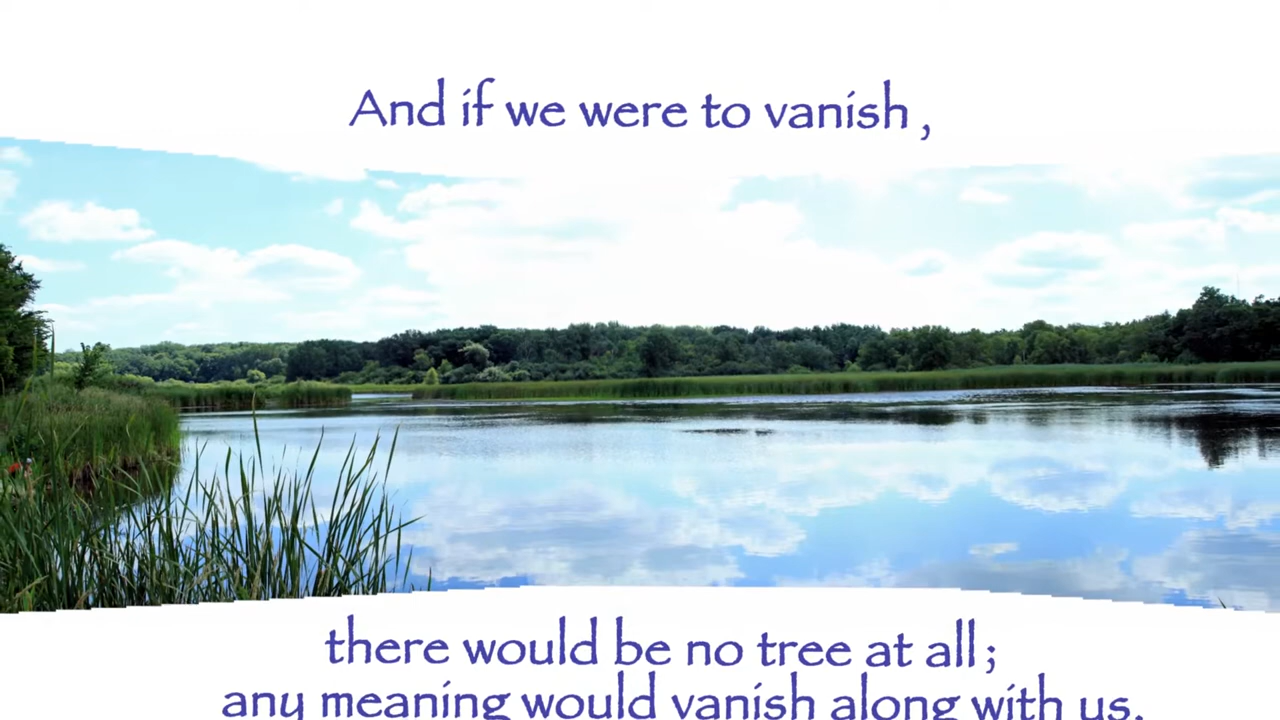 And if we were to vanish,
there would be no tree at all;
any meaning would vanish along with us.